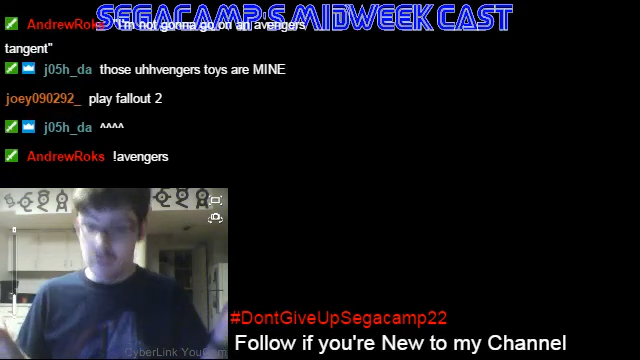 SEGACAMP'S MIDWEEK CAST
AndrewRoks "I'm not gonna go on an avengers
tangent"
j05h_da those uhhvengers toys are MINE
joey090292_ play fallout 2
j05h_da ^^^^
AndrewRoks !avengers
CyberLink YouCam
#DontGiveUpSegacamp22
Follow if you're New to my Channel